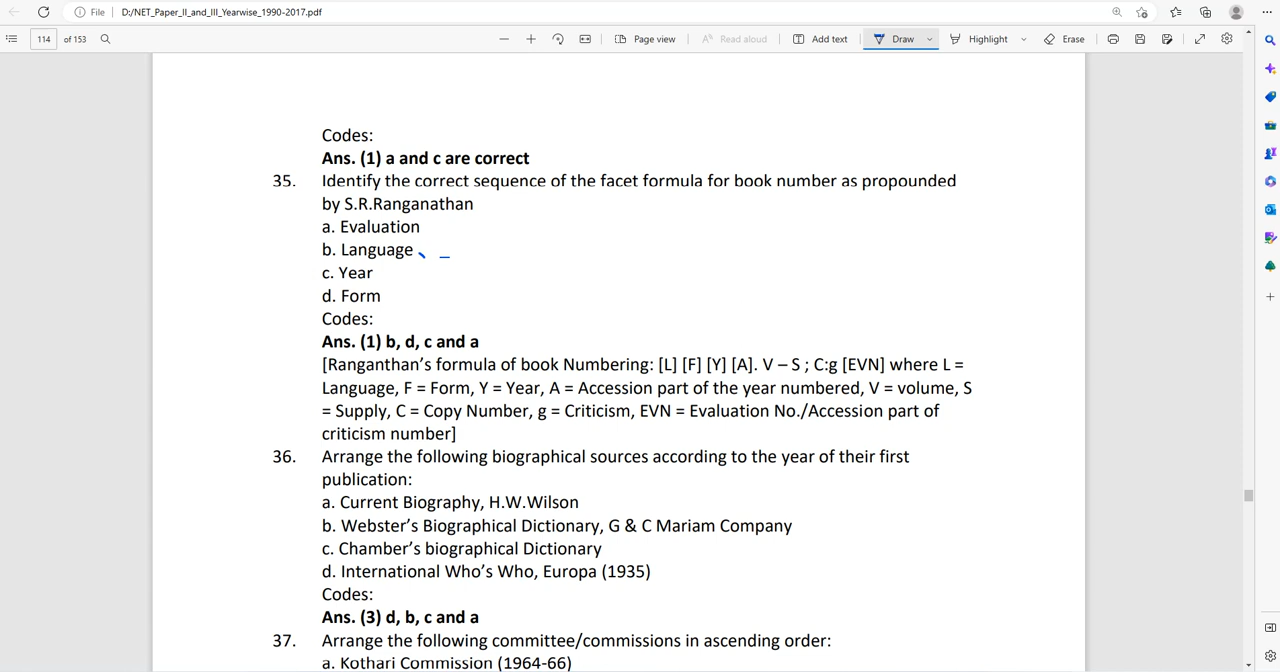 File D:/NET_Paper_II_and_III_Yearwise_1990-2017.pdf
114 of 153 Page view Read aloud Add text Draw Highlight Erase
Codes:
Ans. (1) a and c are correct
35. Identify the correct sequence of the facet formula for book number as propounded
by S.R.Ranganathan
a. Evaluation
b. Language
c. Year
d. Form
Codes:
Ans. (1) b, d, c and a
[Ranganthan’s formula of book Numbering: [L] [F] [Y] [A]. V – S ; C:g [EVN] where L =
Language, F = Form, Y = Year, A = Accession part of the year numbered, V = volume, S
= Supply, C = Copy Number, g = Criticism, EVN = Evaluation No./Accession part of
criticism number]
36. Arrange the following biographical sources according to the year of their first
publication:
a. Current Biography, H.W.Wilson
b. Webster’s Biographical Dictionary, G & C Mariam Company
c. Chamber’s biographical Dictionary
d. International Who’s Who, Europa (1935)
Codes:
Ans. (3) d, b, c and a
37. Arrange the following committee/commissions in ascending order:
a. Kothari Commission (1964-66)